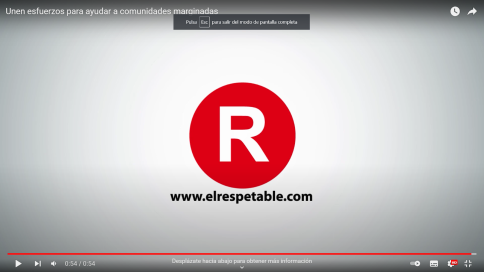 Unen esfuerzos para ayudar a comunidades marginadas
Pulsa Esc para salir del modo de pantalla completa
R
www.elrespetable.com
0:54 / 0:54
Desplázate hacia abajo para obtener más información